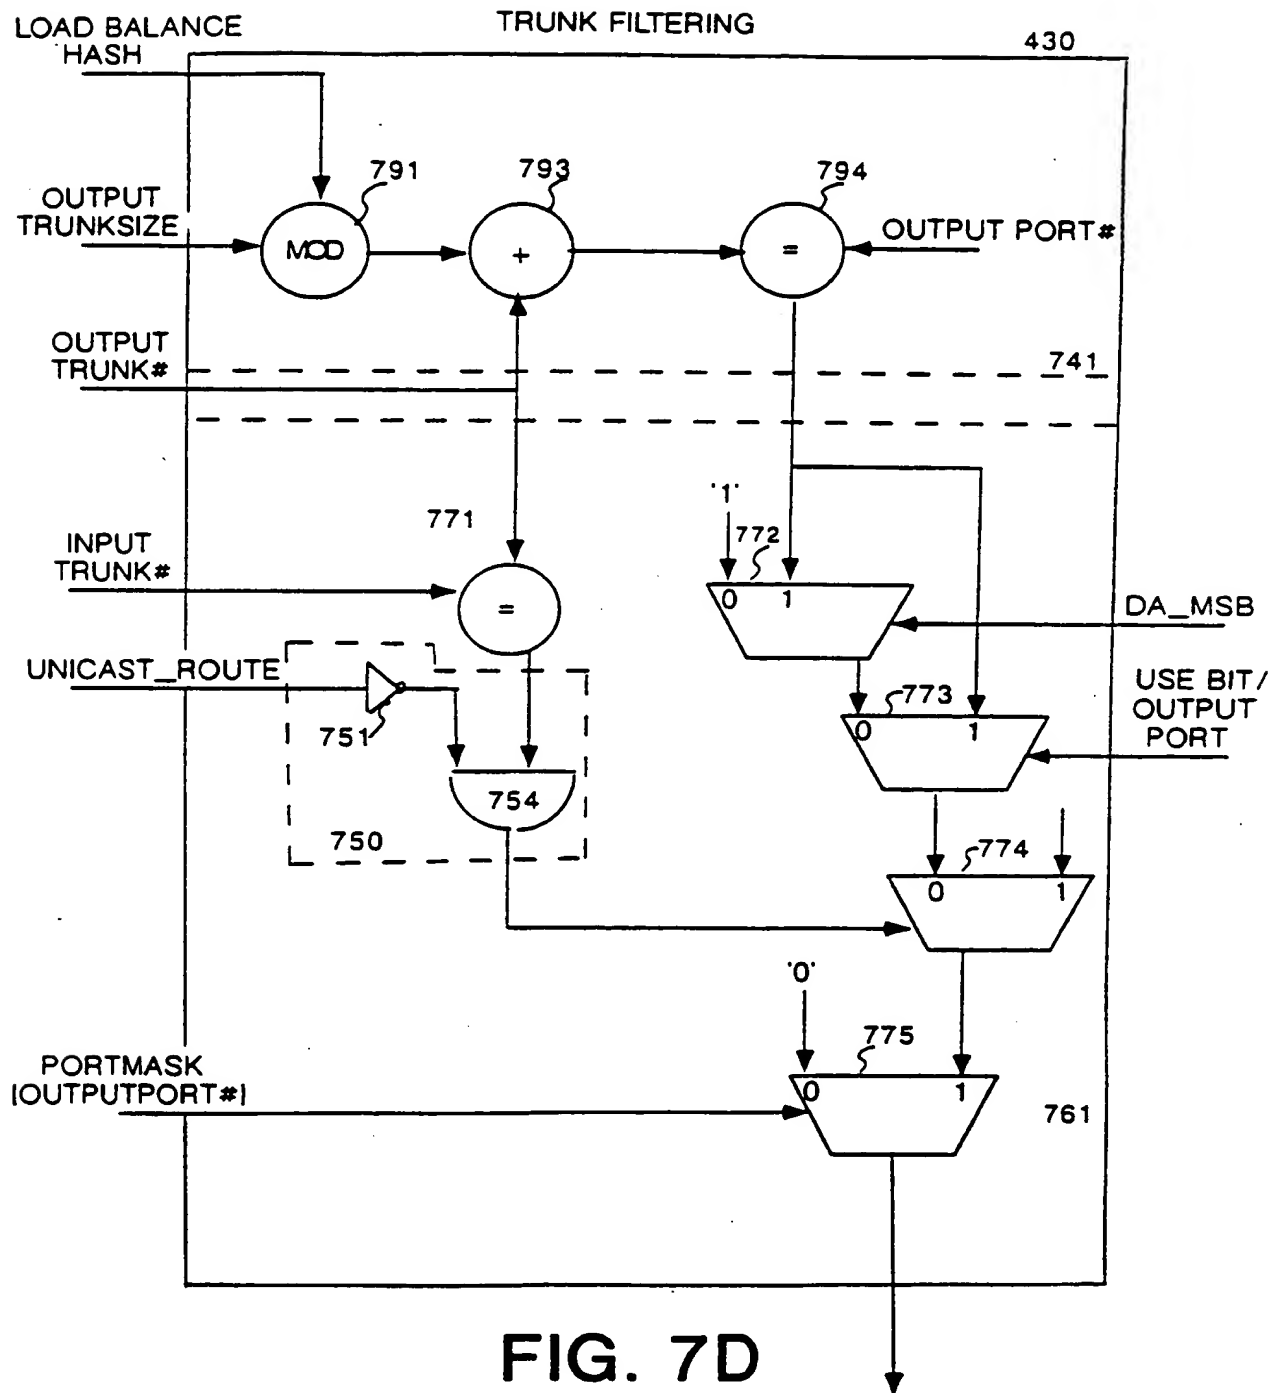 LOAD BALANCE
HASH
TRUNK FILTERING
430
791
793
794
OUTPUT
TRUNKSIZE
MOD
+
=
OUTPUT PORT#
OUTPUT
TRUNK#
741
'1'
771
772
INPUT
TRUNK#
=
0 1
DA_MSB
UNICAST_ROUTE
751
773
0 1
USE BIT/
OUTPUT
PORT
754
750
774
0 1
'0'
775
PORTMASK
[OUTPUTPORT#]
0 1
761
FIG. 7D